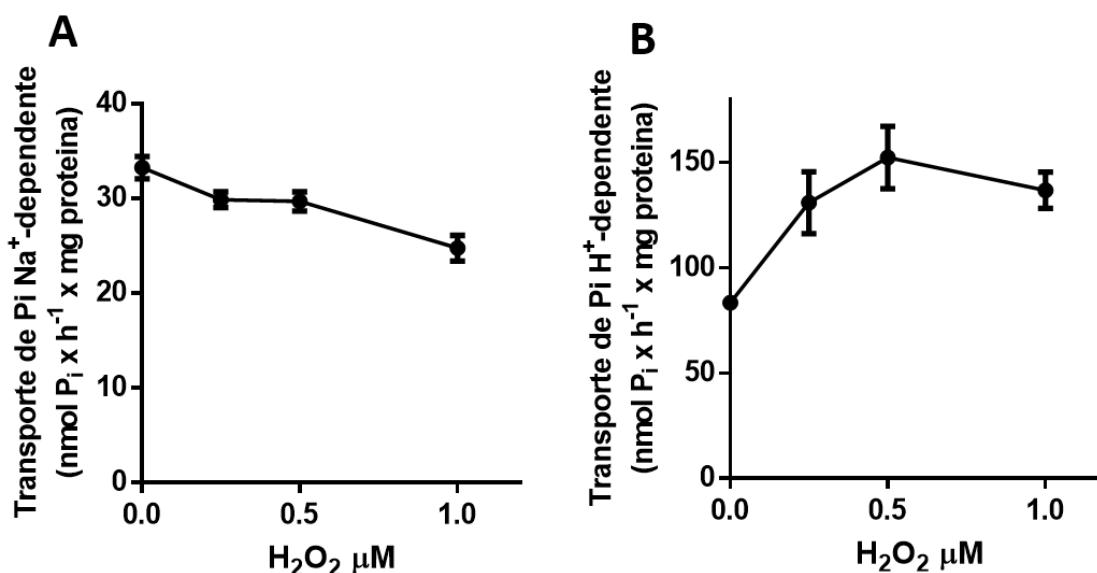 A
Transporte de Pi Na⁺-dependente
(nmol Pᵢ x h⁻¹ x mg proteina)
40
30
20
10
0
0.0 0.5 1.0
H₂O₂ μM
B
Transporte de Pi H⁺-dependente
(nmol Pᵢ x h⁻¹ x mg proteina)
150
100
50
0
0.0 0.5 1.0
H₂O₂ μM